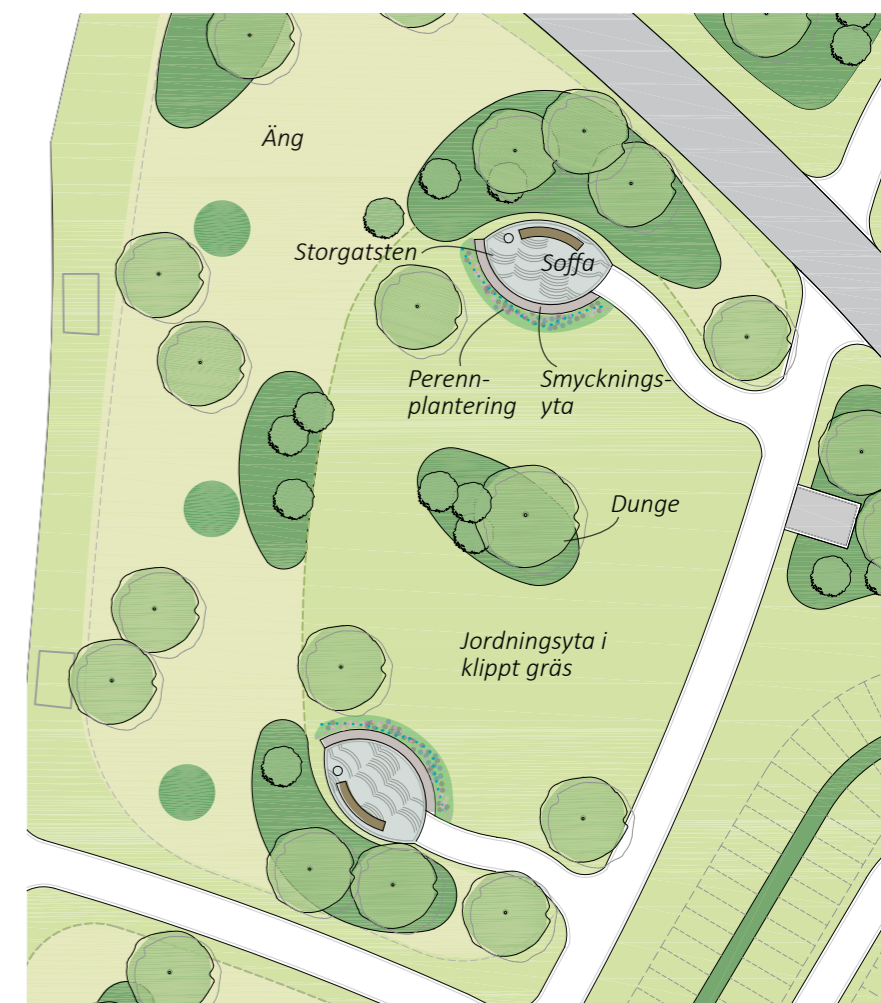 Äng
Storgatsten
Soffa
Perenn-
plantering
Smycknings-
yta
Dunge
Jordningsyta i
klippt gräs